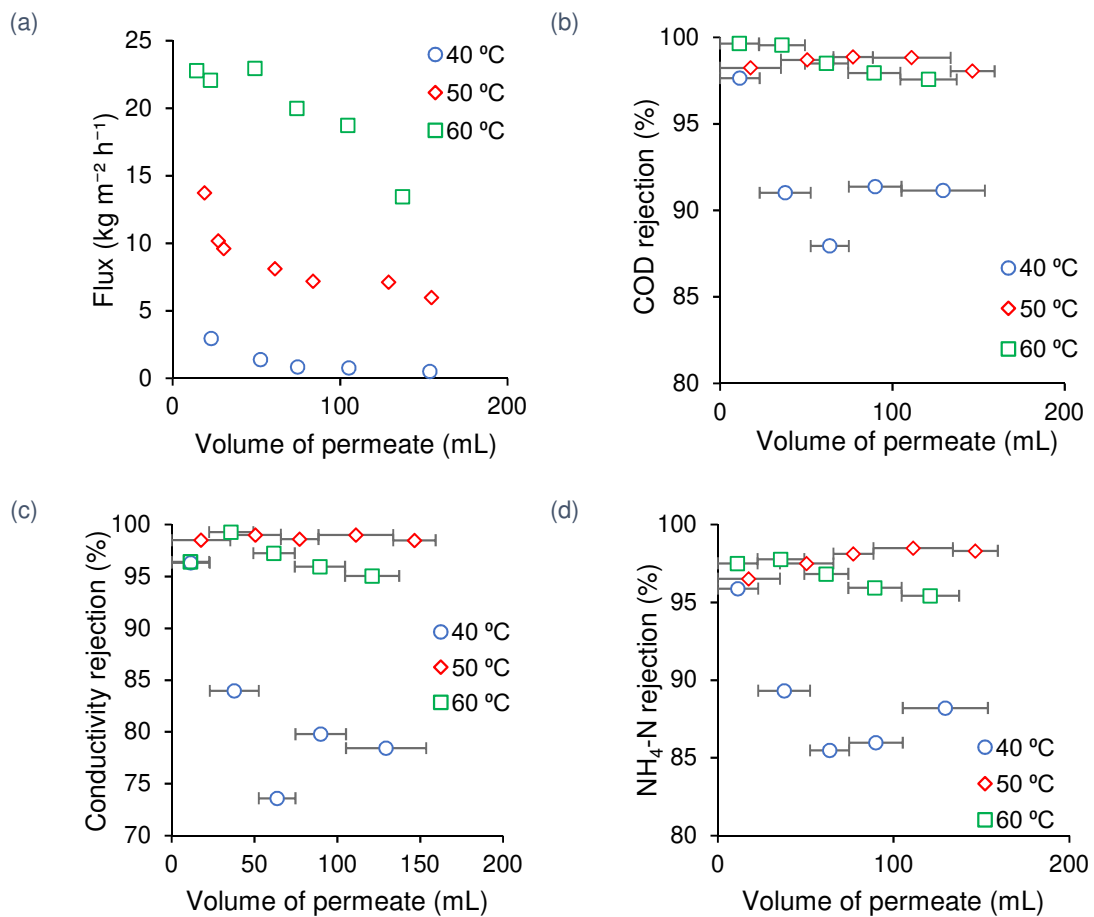 (a)
Flux (kg m⁻² h⁻¹)
25
20
15
10
5
0
0 100 200
Volume of permeate (mL)
40 ºC
50 ºC
60 ºC
(b)
COD rejection (%)
100
95
90
85
80
0 100 200
Volume of permeate (mL)
40 ºC
50 ºC
60 ºC
(c)
Conductivity rejection (%)
100
95
90
85
80
75
70
0 50 100 150 200
Volume of permeate (mL)
40 ºC
50 ºC
60 ºC
(d)
NH₄-N rejection (%)
100
95
90
85
80
0 100 200
Volume of permeate (mL)
40 ºC
50 ºC
60 ºC